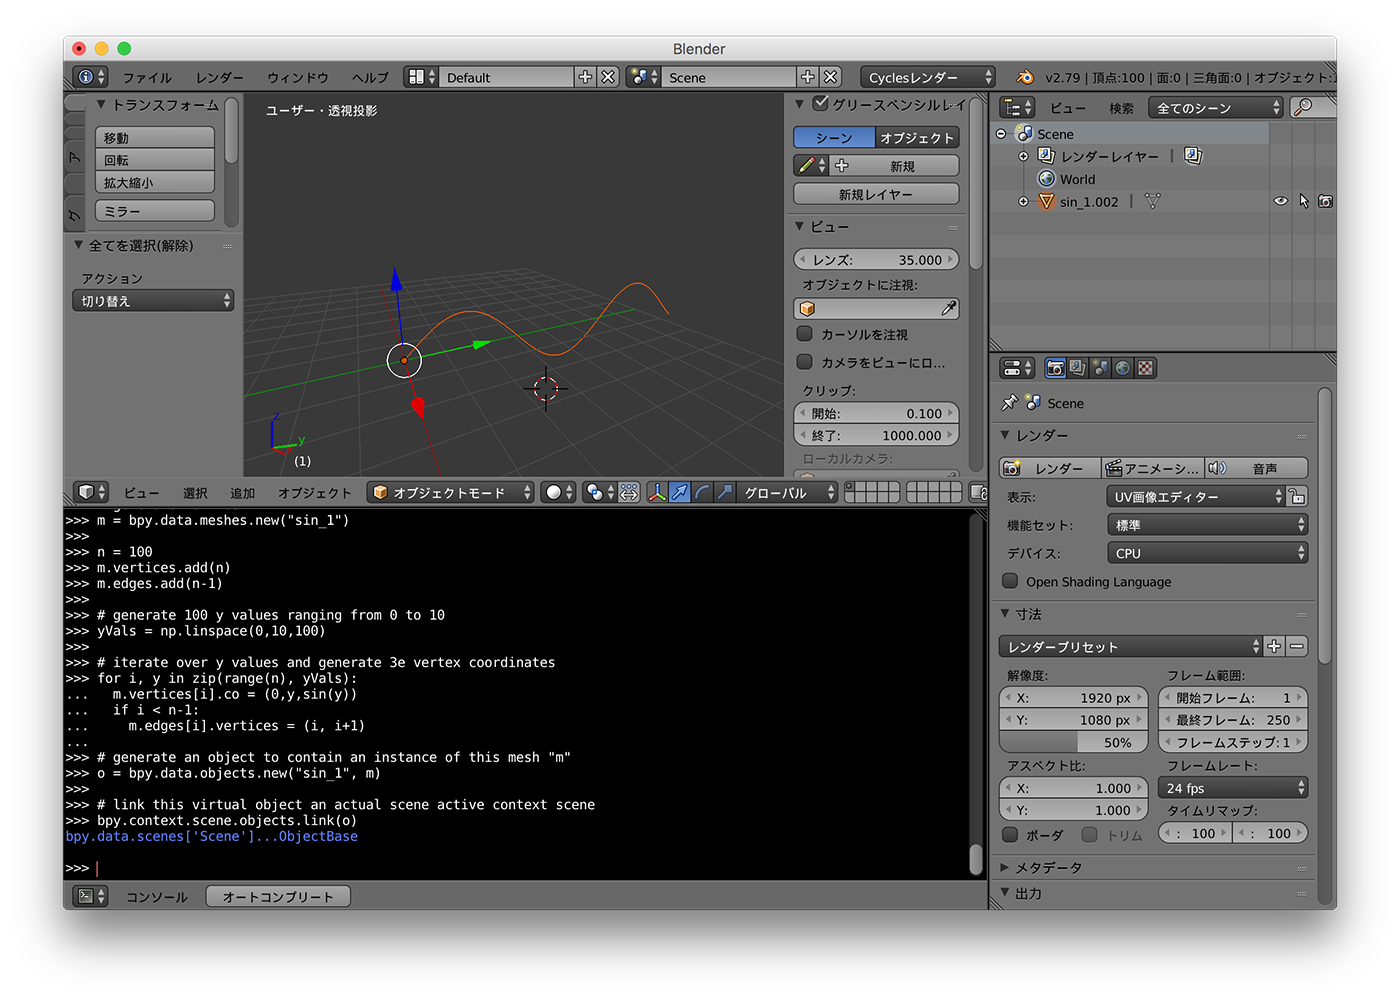 Blender
ファイル レンダー ウィンドウ ヘルプ Default Scene Cyclesレンダー v2.79 | 頂点:100 | 面:0 | 三角面:0 | オブジェクト:
トランスフォーム
移動
回転
拡大縮小
ミラー
全てを選択(解除)
アクション
切り替え
ユーザー・透視投影
z
y
(1)
グリースペンシルレイ
シーン オブジェクト
新規
新規レイヤー
ビュー
レンズ: 35.000
オブジェクトに注視:
カーソルを注視
カメラをビューにロ...
クリップ:
開始: 0.100
終了: 1000.000
ローカルカメラ:
ビュー 選択 追加 オブジェクト オブジェクトモード グローバル
>>> m = bpy.data.meshes.new("sin_1")
>>>
>>> n = 100
>>> m.vertices.add(n)
>>> m.edges.add(n-1)
>>>
>>> # generate 100 y values ranging from 0 to 10
>>> yVals = np.linspace(0,10,100)
>>>
>>> # iterate over y values and generate 3e vertex coordinates
>>> for i, y in zip(range(n), yVals):
...   m.vertices[i].co = (0,y,sin(y))
...   if i < n-1:
...     m.edges[i].vertices = (i, i+1)
...
>>> # generate an object to contain an instance of this mesh "m"
>>> o = bpy.data.objects.new("sin_1", m)
>>>
>>> # link this virtual object an actual scene active context scene
>>> bpy.context.scene.objects.link(o)
bpy.data.scenes['Scene']...ObjectBase
>>>
コンソール オートコンプリート
ビュー 検索 全てのシーン
Scene
レンダーレイヤー |
World
sin_1.002 |
Scene
レンダー
レンダー アニメーシ... 音声
表示: UV画像エディター
機能セット: 標準
デバイス: CPU
Open Shading Language
寸法
レンダープリセット
解像度: フレーム範囲:
X: 1920 px 開始フレーム: 1
Y: 1080 px 最終フレーム: 250
50% フレームステップ: 1
アスペクト比: フレームレート:
X: 1.000 24 fps
Y: 1.000 タイムリマップ:
ボーダ トリム : 100 : 100
メタデータ
出力